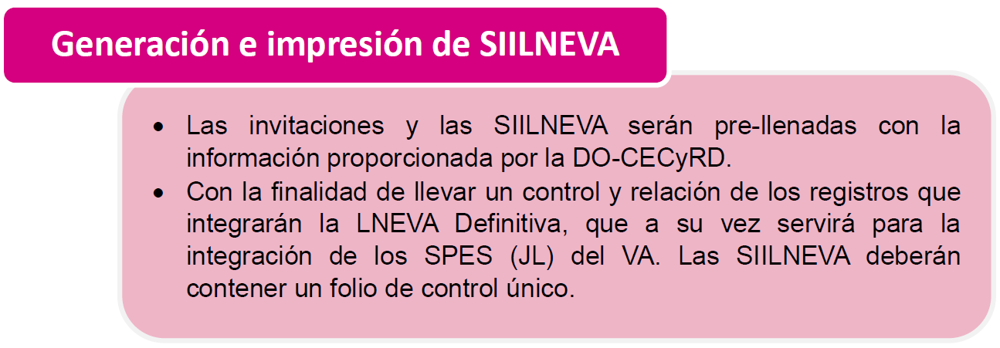 Generación e impresión de SIILNEVA
• Las invitaciones y las SIILNEVA serán pre-llenadas con la
información proporcionada por la DO-CECyRD.
• Con la finalidad de llevar un control y relación de los registros que
integrarán la LNEVA Definitiva, que a su vez servirá para la
integración de los SPES (JL) del VA. Las SIILNEVA deberán
contener un folio de control único.